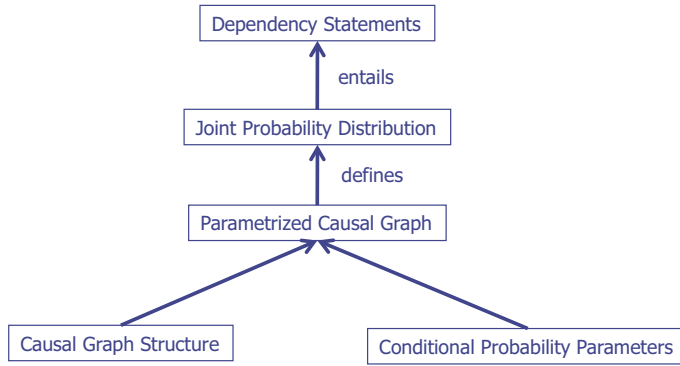 Dependency Statements
entails
Joint Probability Distribution
defines
Parametrized Causal Graph
Causal Graph Structure
Conditional Probability Parameters